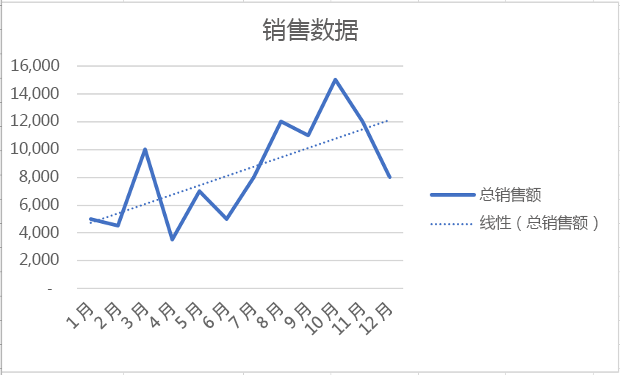 销售数据
16,000
14,000
12,000
10,000
8,000
6,000
4,000
2,000
-
1月
2月
3月
4月
5月
6月
7月
8月
9月
10月
11月
12月
总销售额
线性（总销售额）